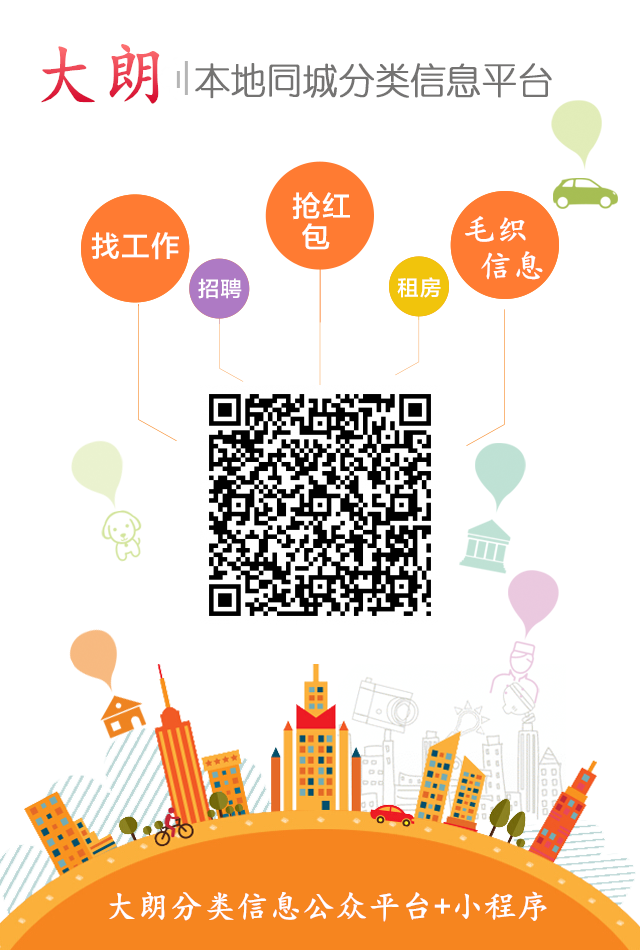 大朗 本地同城分类信息平台
抢红
包
找工作
毛织
信息
招聘
租房
大朗分类信息公众平台+小程序